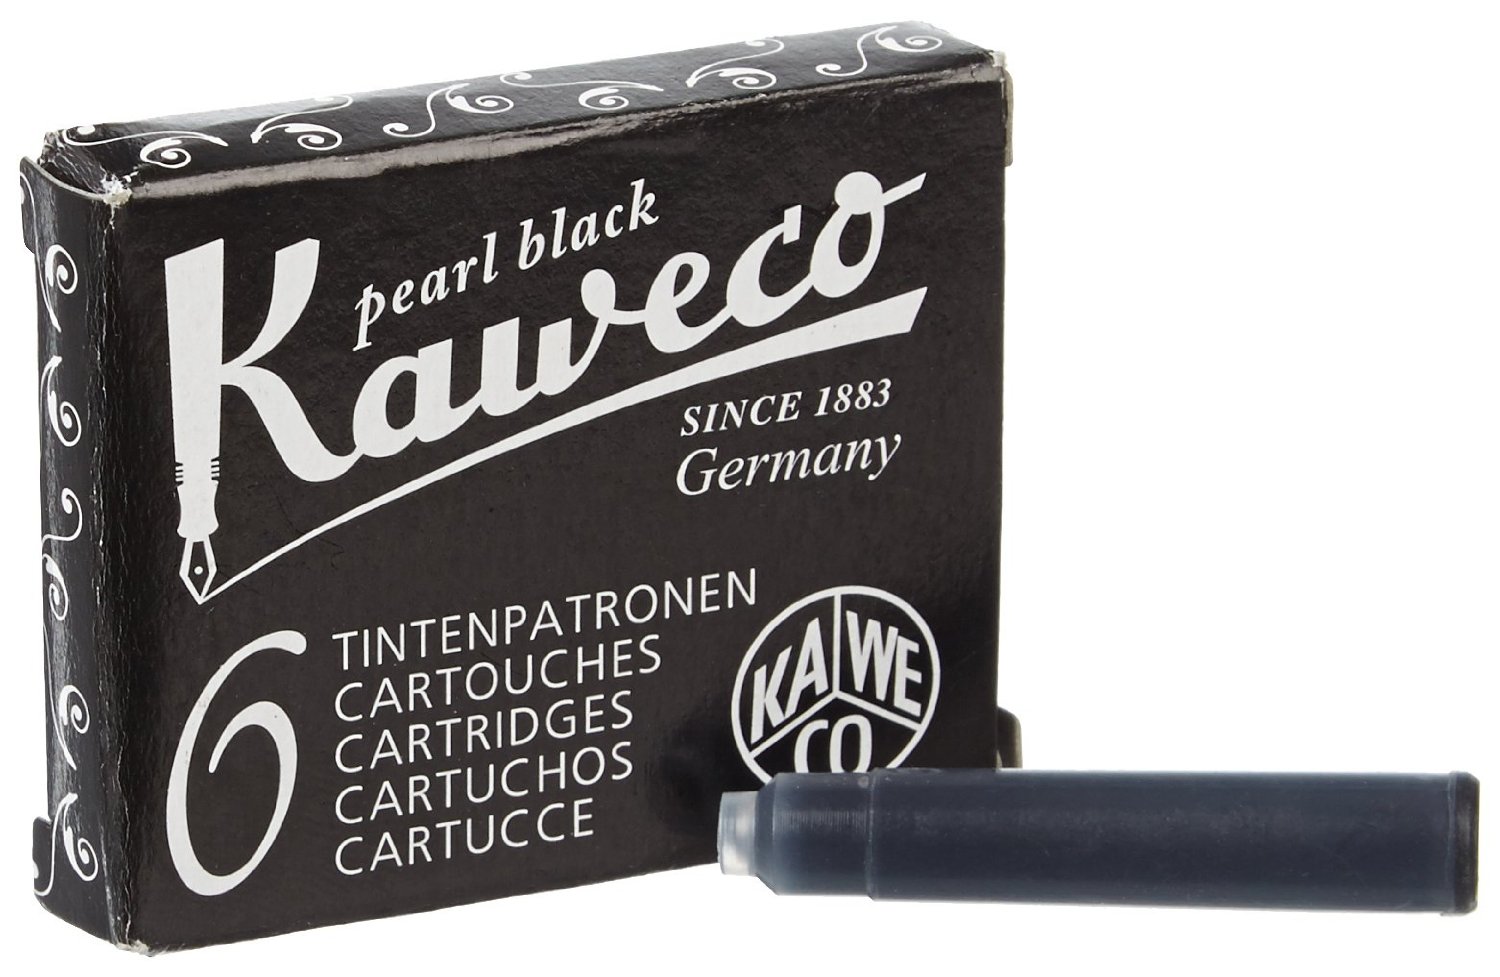 pearl black
Kaweco
SINCE 1883
Germany
6
TINTENPATRONEN
CARTOUCHES
CARTRIDGES
CARTUCHOS
CARTUCCE
KA WE
CO